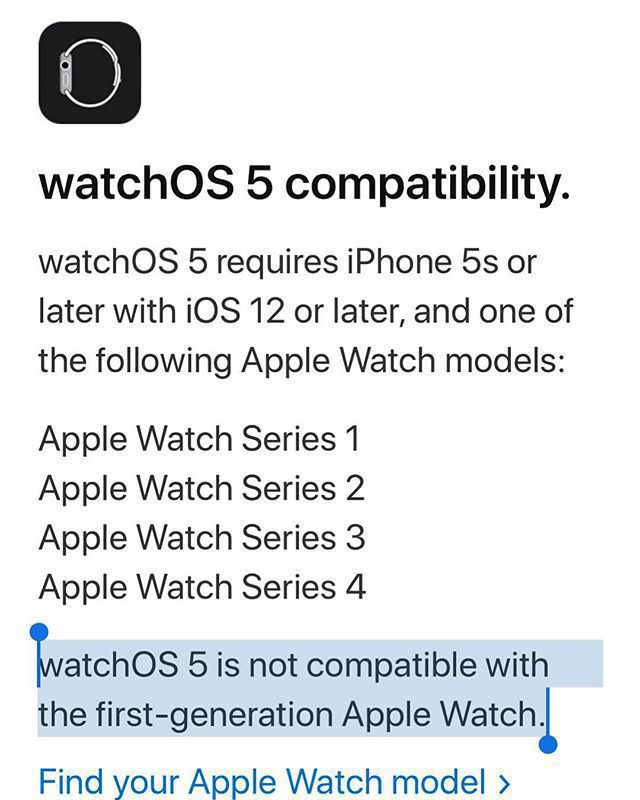 watchOS 5 compatibility.
watchOS 5 requires iPhone 5s or
later with iOS 12 or later, and one of
the following Apple Watch models:
Apple Watch Series 1
Apple Watch Series 2
Apple Watch Series 3
Apple Watch Series 4
watchOS 5 is not compatible with
the first-generation Apple Watch.
Find your Apple Watch model >